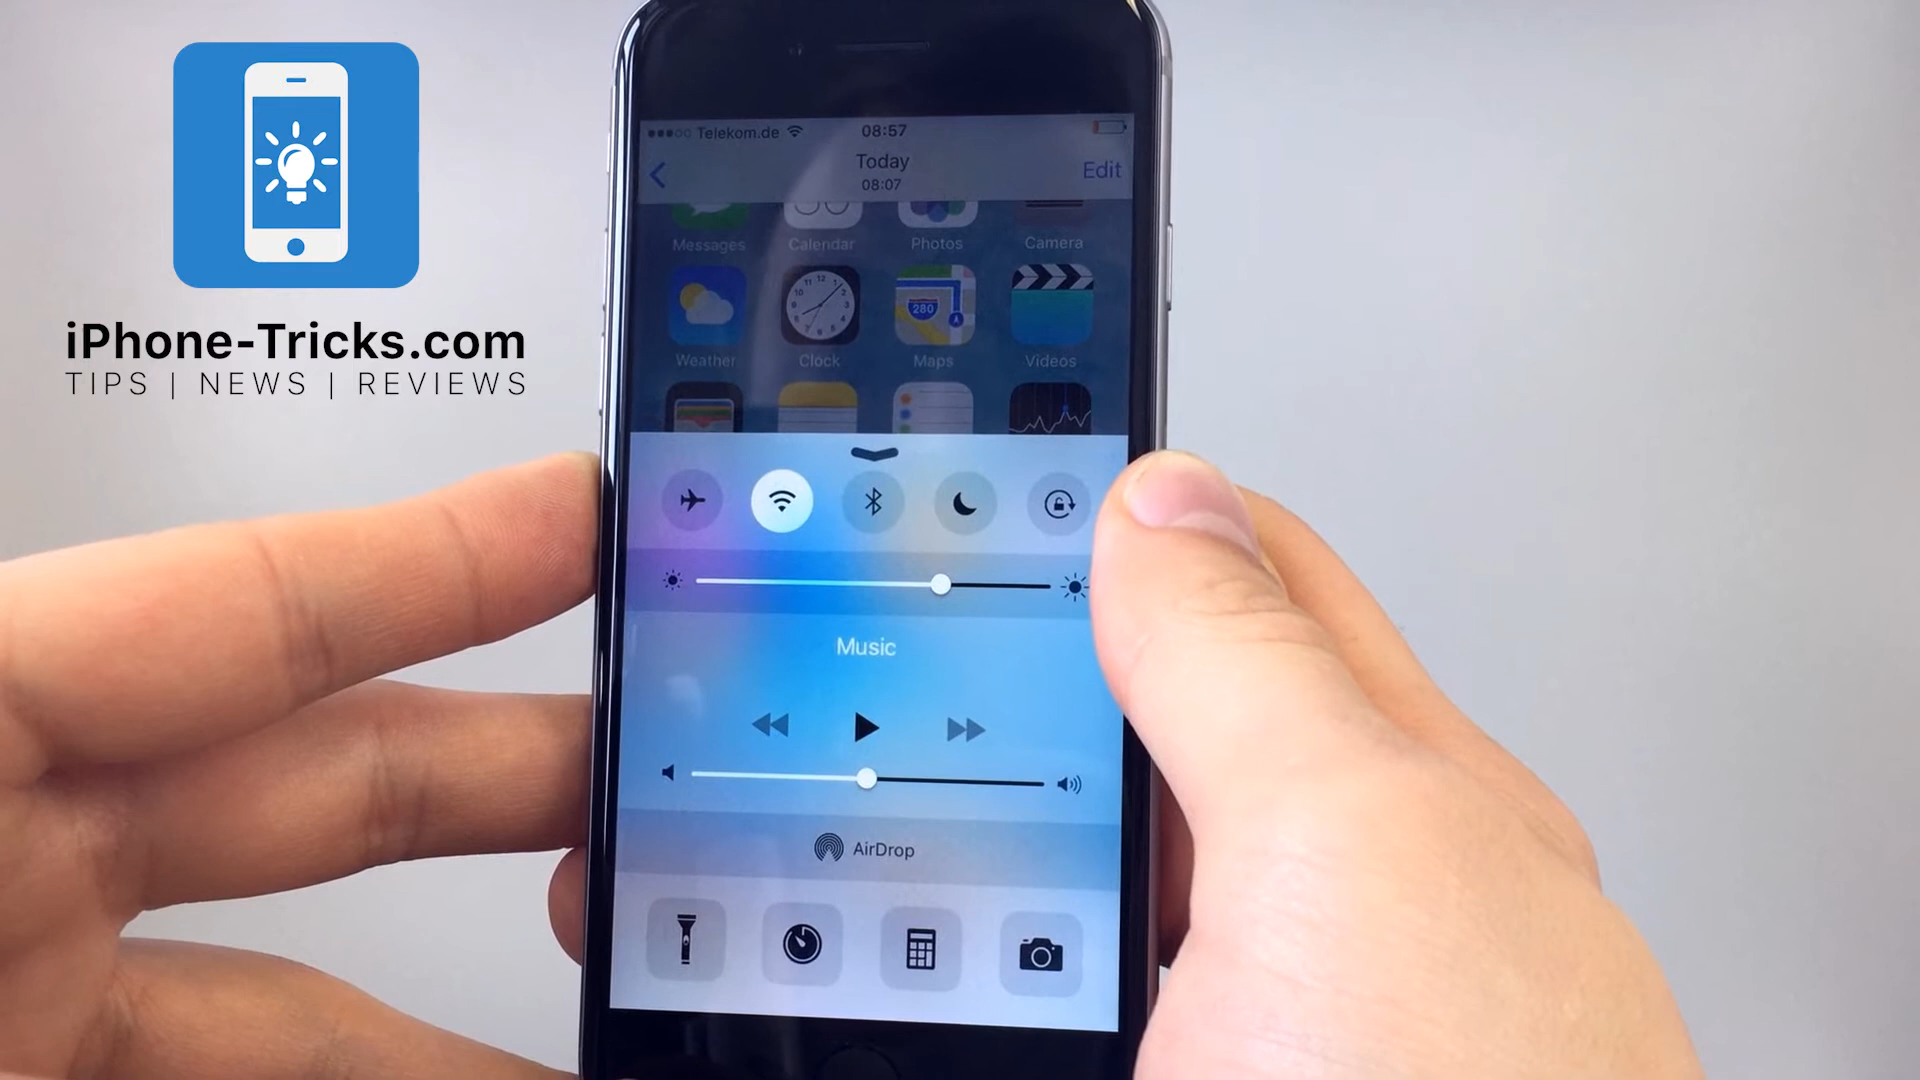 iPhone-Tricks.com
TIPS | NEWS | REVIEWS
Telekom.de 08:57
Today
08:07
Edit
Messages Calendar Photos Camera
280
Weather Clock Maps Videos
Music
AirDrop